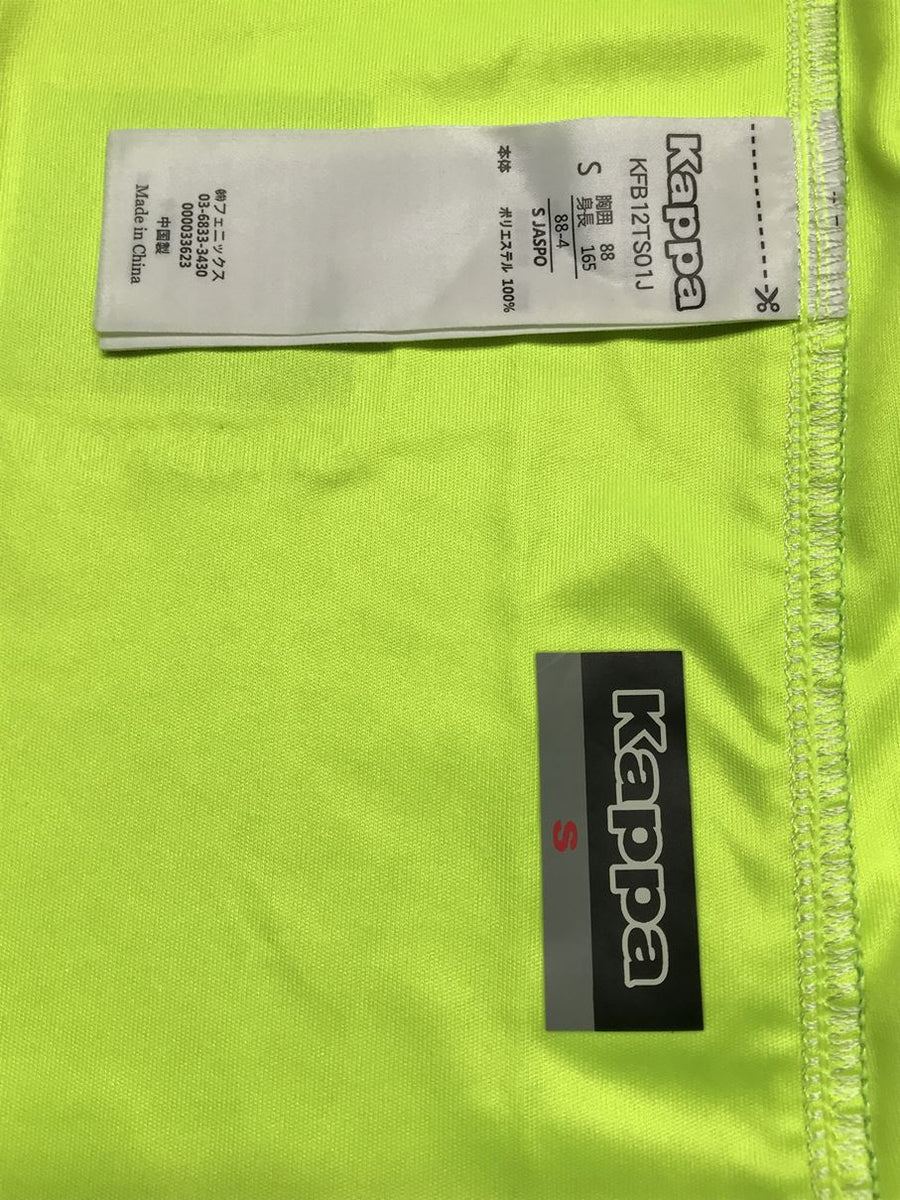 Kappa
KFB12TS01J
S 胸囲 88
身長 165
88-4
S JASPO
本体 ポリエステル 100%
㈱フェニックス
03-6833-3430
000033623
中国製
Made in China
Kappa
S